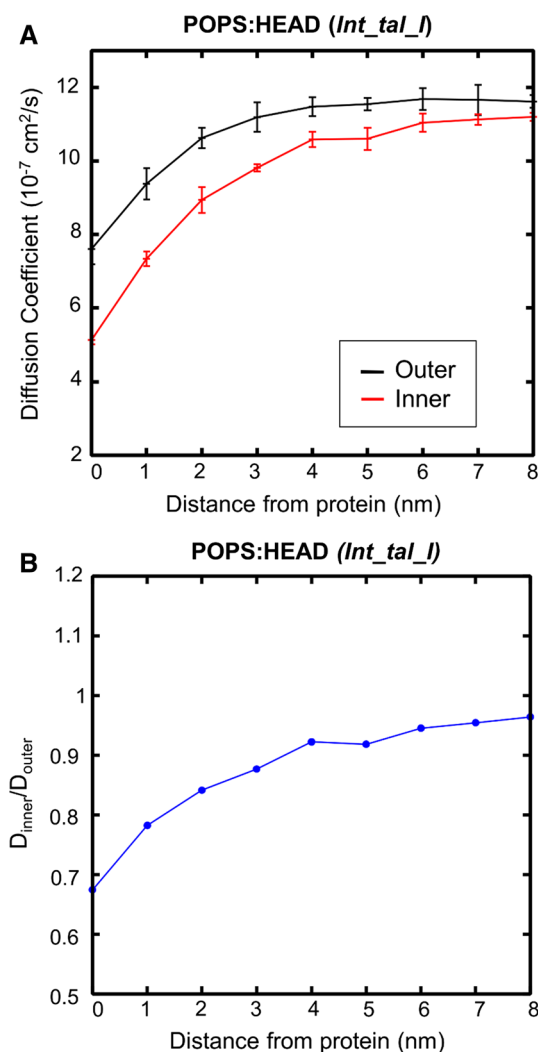 A
POPS:HEAD (Int_tal_I)
Diffusion Coefficient (10⁻⁷ cm²/s)
12
10
8
6
4
2
Outer
Inner
0 1 2 3 4 5 6 7 8
Distance from protein (nm)
B
POPS:HEAD (Int_tal_I)
D_inner/D_outer
1.2
1.1
1
0.9
0.8
0.7
0.6
0.5
0 1 2 3 4 5 6 7 8
Distance from protein (nm)